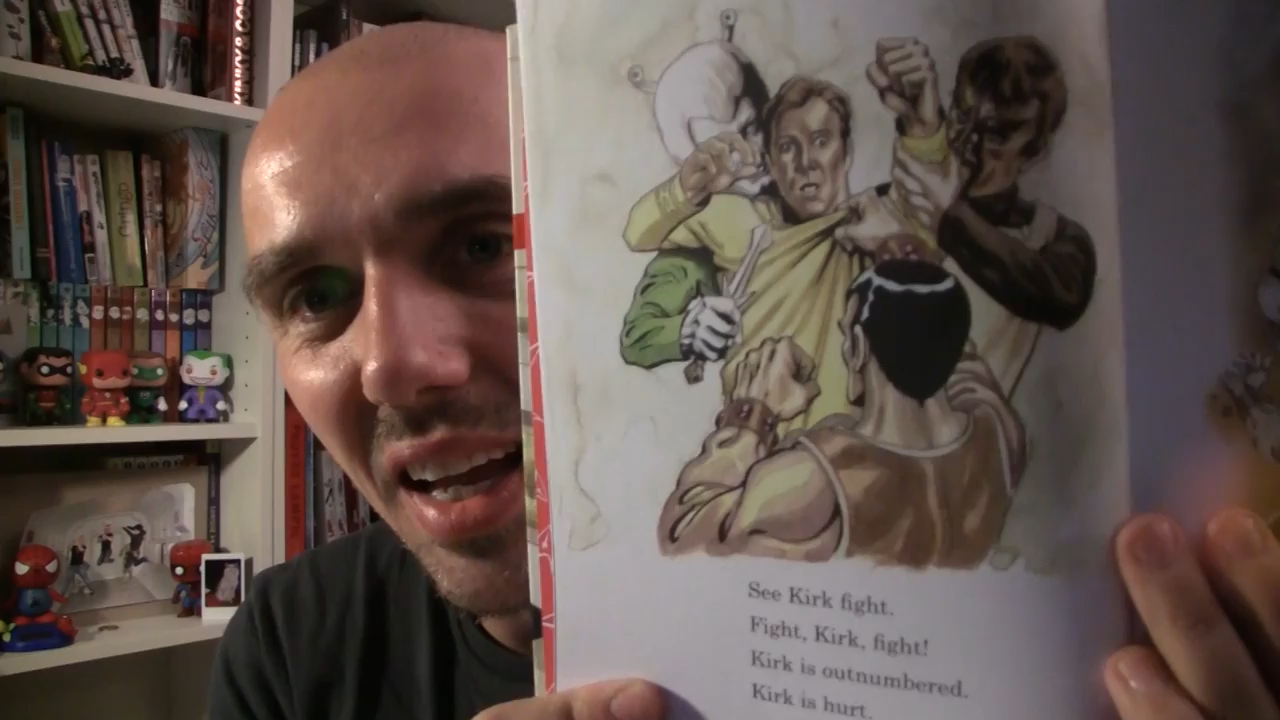 See Kirk fight.
Fight, Kirk, fight!
Kirk is outnumbered.
Kirk is hurt.